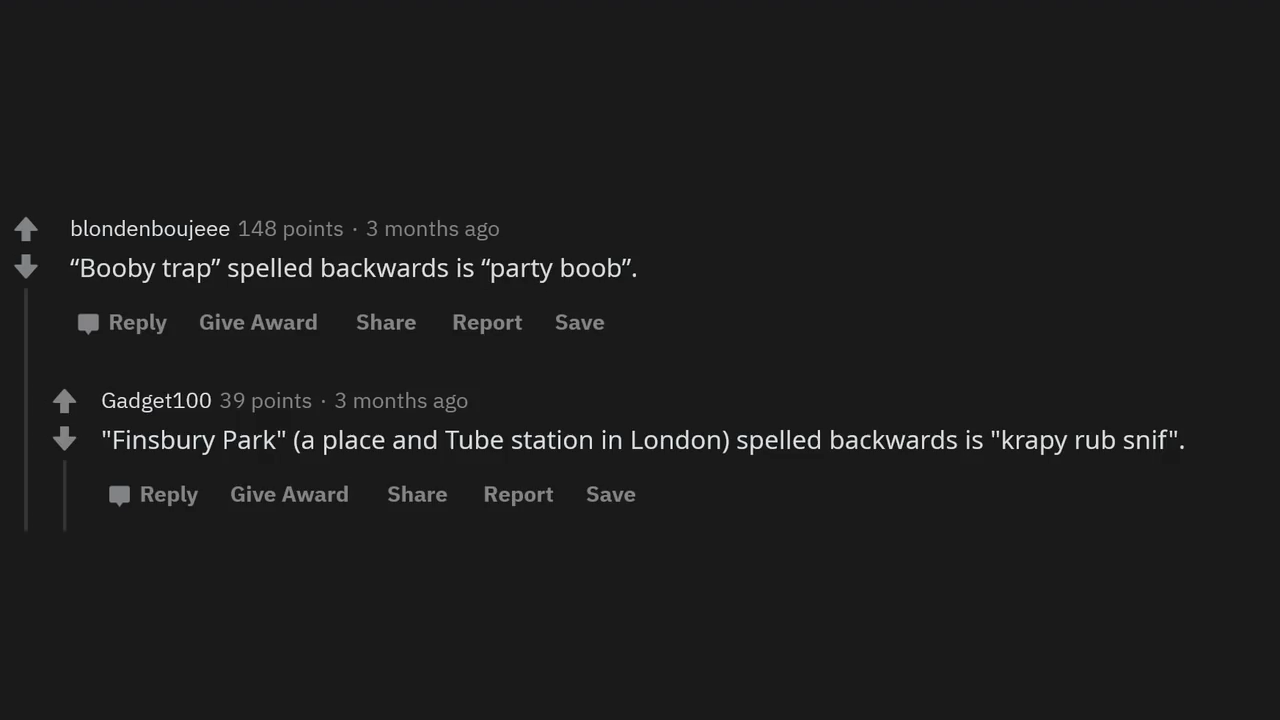 blondenboujeee 148 points · 3 months ago
“Booby trap” spelled backwards is “party boob”.
Reply Give Award Share Report Save
Gadget100 39 points · 3 months ago
"Finsbury Park" (a place and Tube station in London) spelled backwards is "krapy rub snif".
Reply Give Award Share Report Save